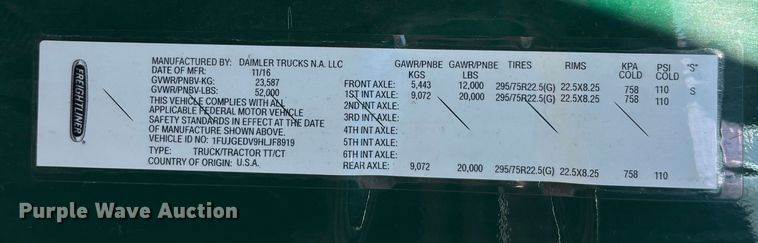 FREIGHTLINER
MANUFACTURED BY: DAIMLER TRUCKS N.A. LLC
DATE OF MFR: 11/16
GVWR/PNBV-KG: 23,587
GVWR/PNBV-LBS: 52,000
THIS VEHICLE COMPLIES WITH ALL
APPLICABLE FEDERAL MOTOR VEHICLE
SAFETY STANDARDS IN EFFECT AT THE DATE
OF MANUFACTURE SHOWN ABOVE.
VEHICLE ID NO: 1FUJGEDV9HLJF8919
TYPE: TRUCK/TRACTOR TT/CT
COUNTRY OF ORIGIN: U.S.A.
GAWR/PNBE GAWR/PNBE TIRES RIMS KPA PSI "S"
KGS LBS COLD COLD
FRONT AXLE: 5,443 12,000 295/75R22.5(G) 22.5X8.25 758 110
1ST INT AXLE: 9,072 20,000 295/75R22.5(G) 22.5X8.25 758 110 S
2ND INT AXLE:
3RD INT AXLE:
4TH INT AXLE:
5TH INT AXLE:
6TH INT AXLE:
REAR AXLE: 9,072 20,000 295/75R22.5(G) 22.5X8.25 758 110
Purple Wave Auction